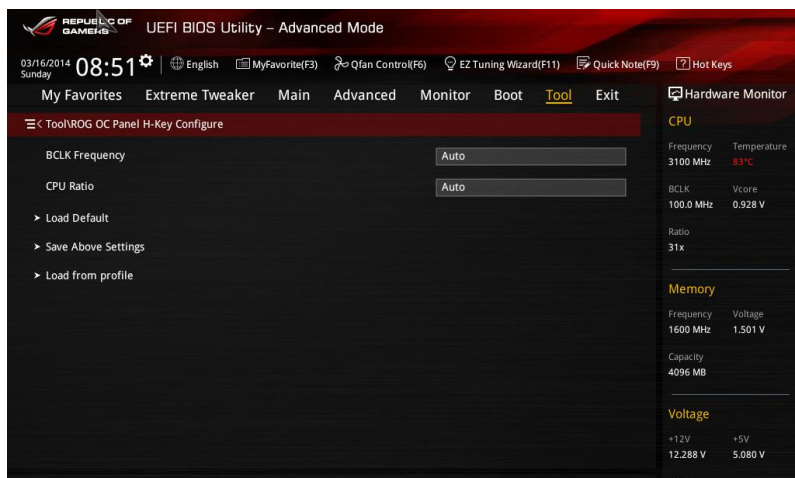 REPUBLIC OF
GAMERS
UEFI BIOS Utility – Advanced Mode
03/16/2014
Sunday
08:51
English
MyFavorite(F3)
Qfan Control(F6)
EZ Tuning Wizard(F11)
Quick Note(F9)
? Hot Keys
My Favorites Extreme Tweaker Main Advanced Monitor Boot Tool Exit
Hardware Monitor
Tool\ROG OC Panel H-Key Configure
BCLK Frequency Auto
CPU Ratio Auto
> Load Default
> Save Above Settings
> Load from profile
CPU
Frequency Temperature
3100 MHz 83°C
BCLK Vcore
100.0 MHz 0.928 V
Ratio
31x
Memory
Frequency Voltage
1600 MHz 1.501 V
Capacity
4096 MB
Voltage
+12V +5V
12.288 V 5.080 V